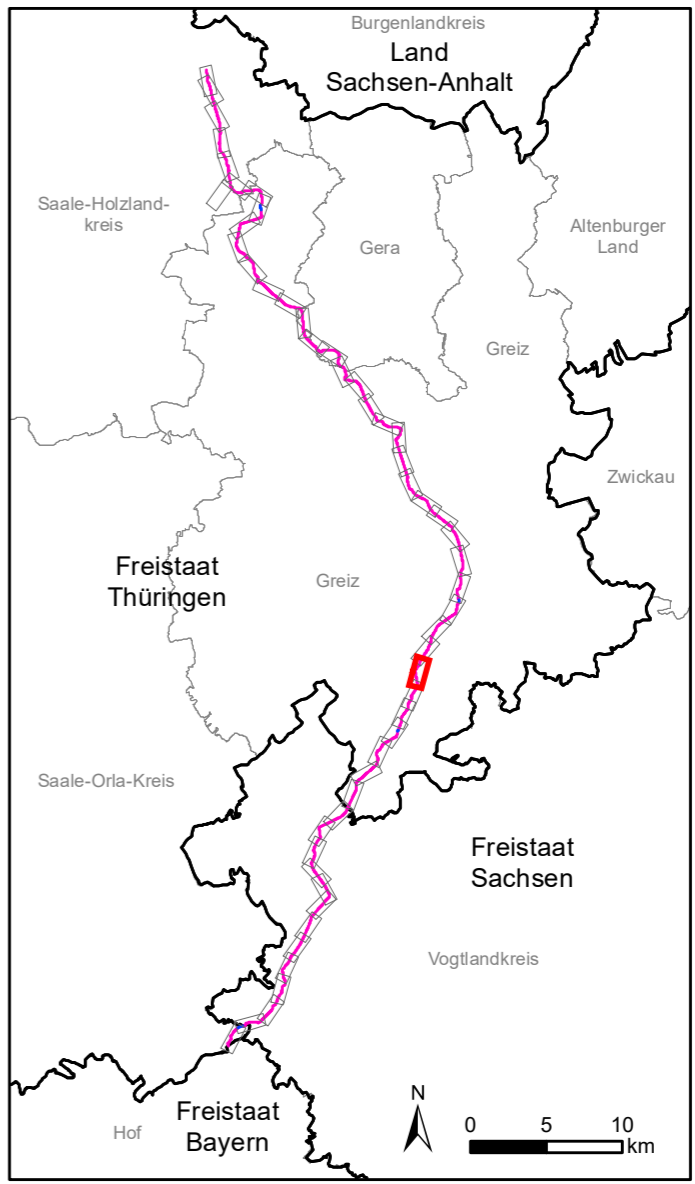 Burgenlandkreis
Land
Sachsen-Anhalt
Saale-Holzland-
kreis
Gera
Altenburger
Land
Greiz
Zwickau
Freistaat
Thüringen
Greiz
Saale-Orla-Kreis
Freistaat
Sachsen
Vogtlandkreis
Freistaat
Bayern
Hof
N
0 5 10
km